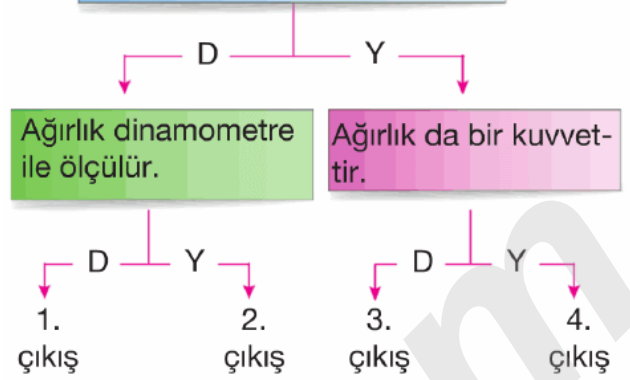 D Y
Ağırlık dinamometre
ile ölçülür.
Ağırlık da bir kuvvet-
tir.
D Y D Y
1. 2. 3. 4.
çıkış çıkış çıkış çıkış